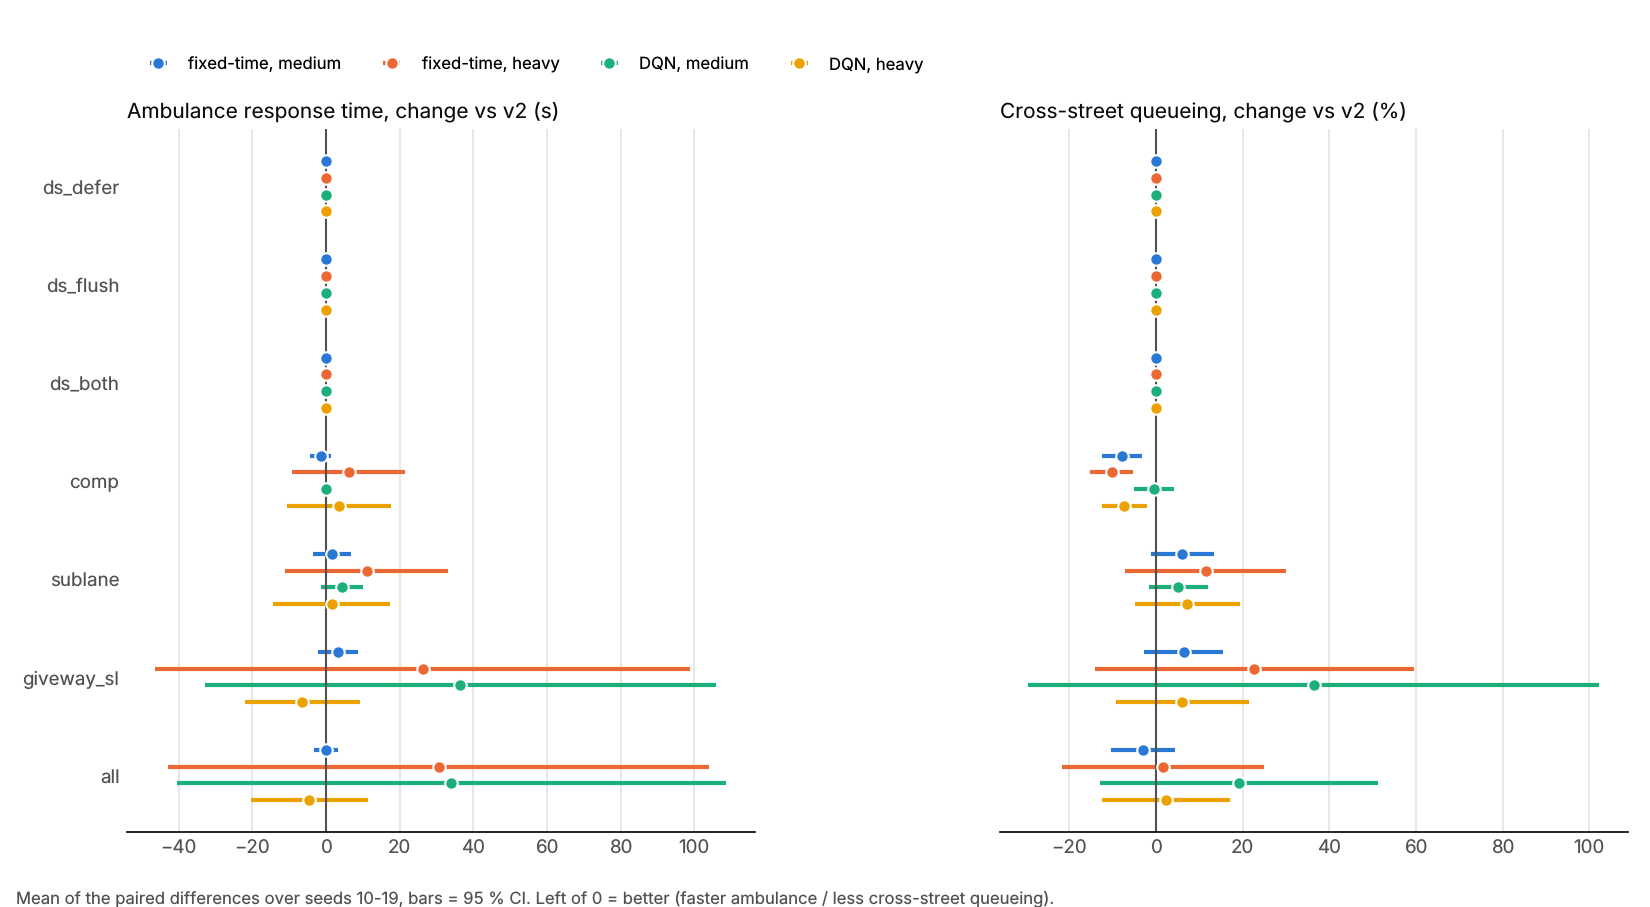 fixed-time, medium fixed-time, heavy DQN, medium DQN, heavy
Ambulance response time, change vs v2 (s)
Cross-street queueing, change vs v2 (%)
ds_defer
ds_flush
ds_both
comp
sublane
giveway_sl
all
−40 −20 0 20 40 60 80 100
−20 0 20 40 60 80 100
Mean of the paired differences over seeds 10-19, bars = 95 % CI. Left of 0 = better (faster ambulance / less cross-street queueing).